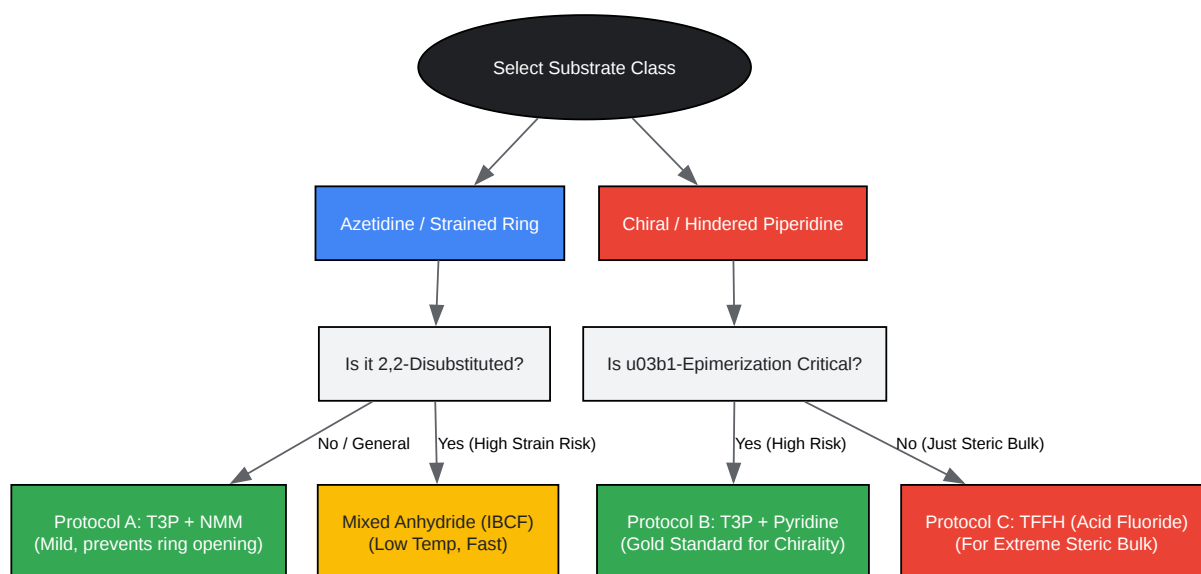 Select Substrate Class
Azetidine / Strained Ring
Chiral / Hindered Piperidine
Is it 2,2-Disubstituted?
Is u03b1-Epimerization Critical?
No / General
Yes (High Strain Risk)
Yes (High Risk)
No (Just Steric Bulk)
Protocol A: T3P + NMM
(Mild, prevents ring opening)
Mixed Anhydride (IBCF)
(Low Temp, Fast)
Protocol B: T3P + Pyridine
(Gold Standard for Chirality)
Protocol C: TFFH (Acid Fluoride)
(For Extreme Steric Bulk)